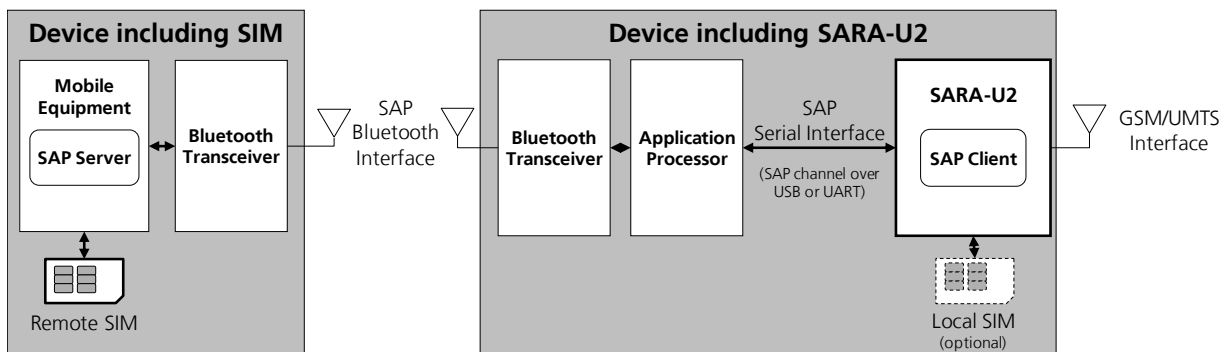 Device including SIM
Mobile
Equipment
SAP Server
Bluetooth
Transceiver
Remote SIM
SAP
Bluetooth
Interface
Device including SARA-U2
Bluetooth
Transceiver
Application
Processor
SAP
Serial Interface
(SAP channel over
USB or UART)
SARA-U2
SAP Client
Local SIM
(optional)
GSM/UMTS
Interface